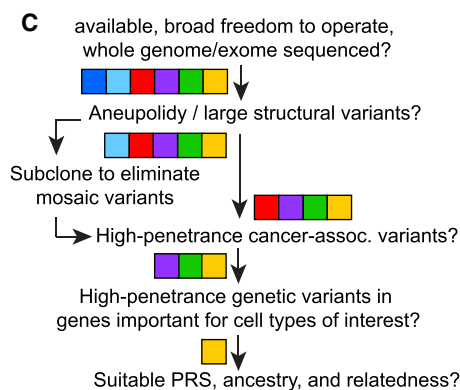 C
available, broad freedom to operate,
whole genome/exome sequenced?
Aneupolidy / large structural variants?
Subclone to eliminate
mosaic variants
High-penetrance cancer-assoc. variants?
High-penetrance genetic variants in
genes important for cell types of interest?
Suitable PRS, ancestry, and relatedness?